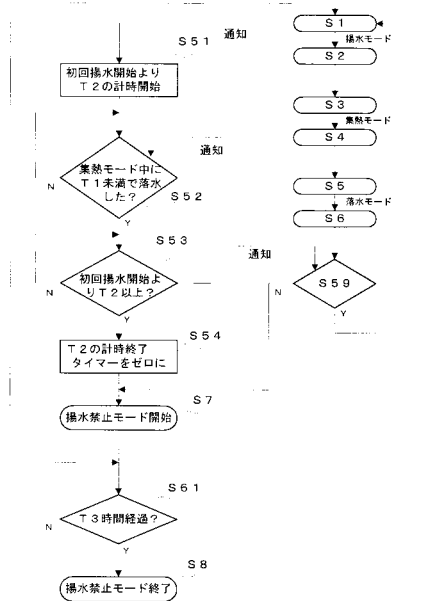 S51
通知
初回揚水開始より
T2の計時開始
通知
集熱モード中に
T1未満で落水
した?
N
S52
Y
S53
初回揚水開始よ
りT2以上?
N
Y
S54
T2の計時終了
タイマーをゼロに
S7
揚水禁止モード開始
S61
T3時間経過?
N
Y
S8
揚水禁止モード終了
S1
揚水モード
S2
S3
集熱モード
S4
S5
落水モード
S6
通知
S59
N
Y